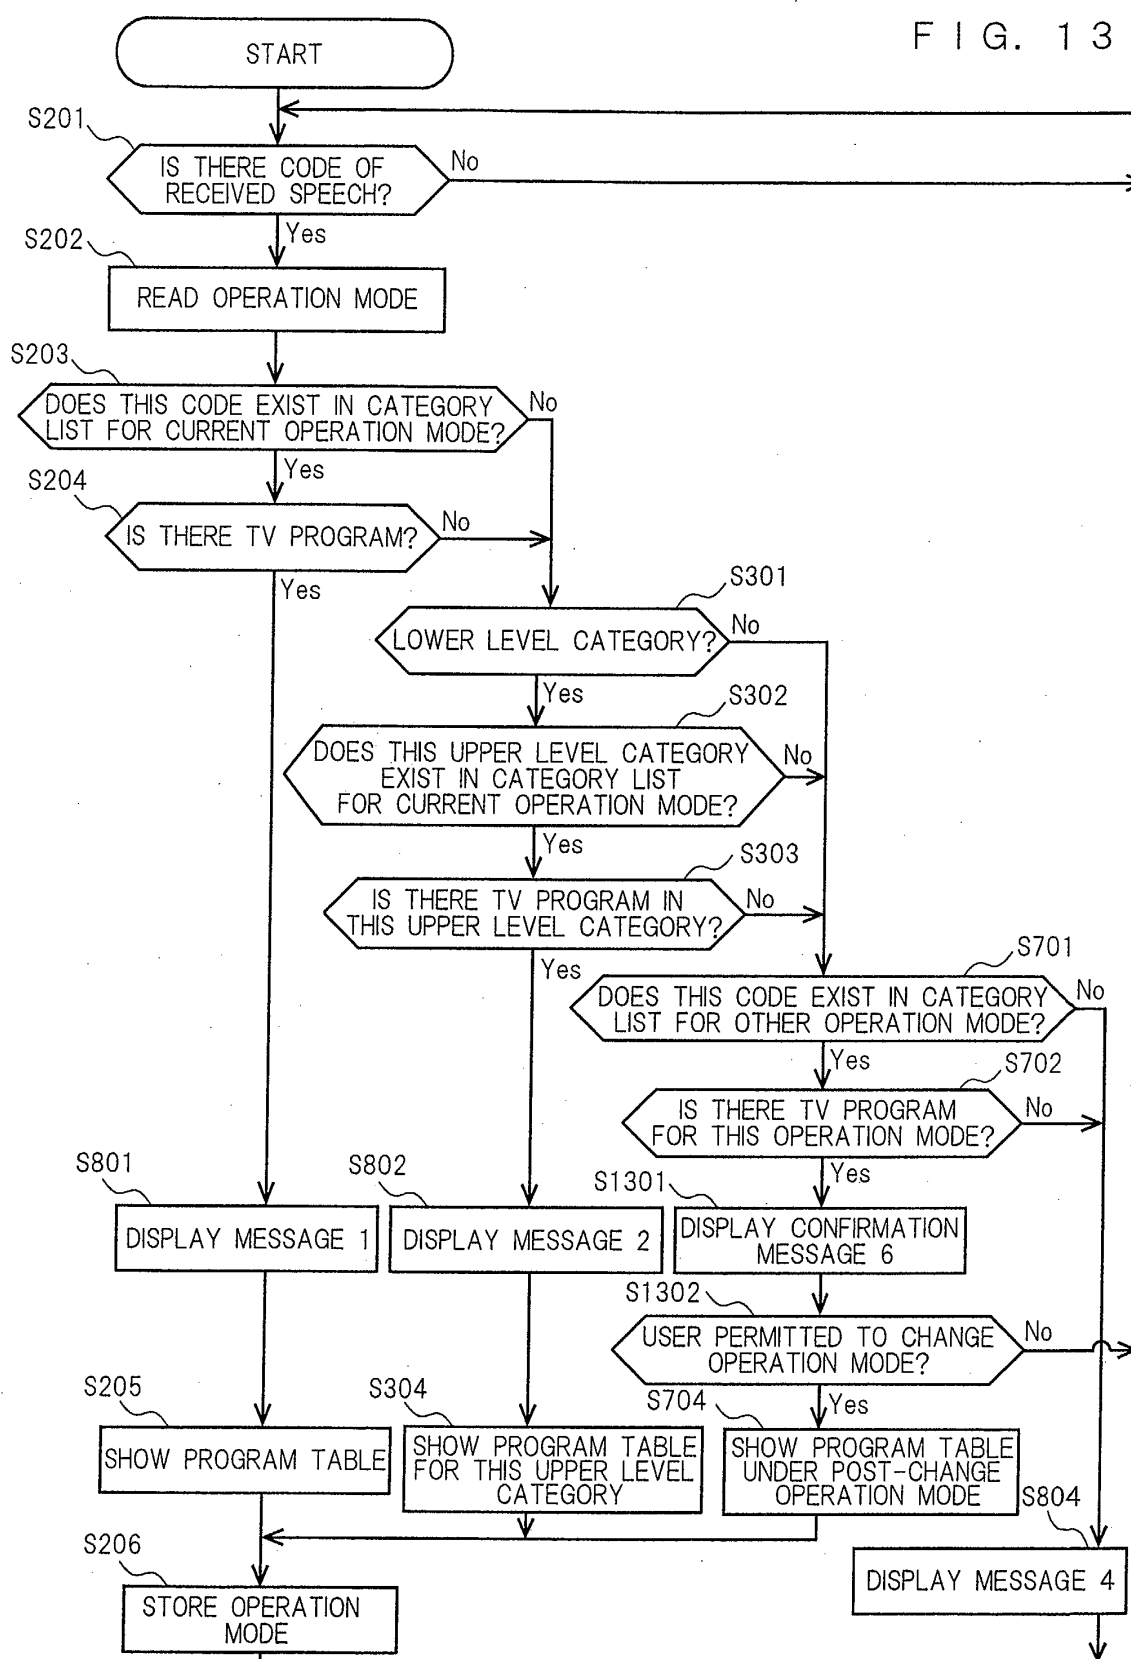 FIG. 13
START
S201
IS THERE CODE OF
RECEIVED SPEECH?
No
Yes
S202
READ OPERATION MODE
S203
DOES THIS CODE EXIST IN CATEGORY
LIST FOR CURRENT OPERATION MODE?
No
Yes
S204
IS THERE TV PROGRAM?
No
Yes
S301
LOWER LEVEL CATEGORY?
No
Yes
S302
DOES THIS UPPER LEVEL CATEGORY
EXIST IN CATEGORY LIST
FOR CURRENT OPERATION MODE?
No
Yes
S303
IS THERE TV PROGRAM IN
THIS UPPER LEVEL CATEGORY?
No
Yes
S701
DOES THIS CODE EXIST IN CATEGORY
LIST FOR OTHER OPERATION MODE?
No
Yes
S702
IS THERE TV PROGRAM
FOR THIS OPERATION MODE?
No
Yes
S801
DISPLAY MESSAGE 1
S802
DISPLAY MESSAGE 2
S1301
DISPLAY CONFIRMATION
MESSAGE 6
S1302
USER PERMITTED TO CHANGE
OPERATION MODE?
No
Yes
S205
SHOW PROGRAM TABLE
S304
SHOW PROGRAM TABLE
FOR THIS UPPER LEVEL
CATEGORY
S704
SHOW PROGRAM TABLE
UNDER POST-CHANGE
OPERATION MODE
S804
DISPLAY MESSAGE 4
S206
STORE OPERATION
MODE